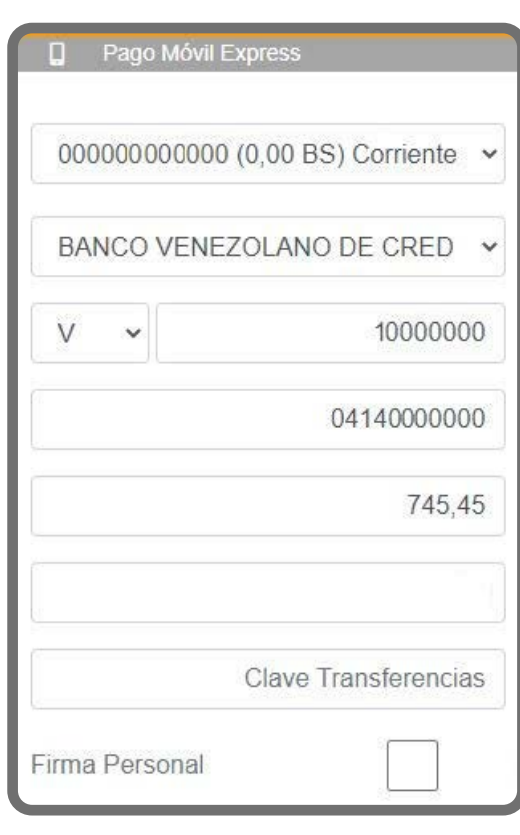 Pago Móvil Express
000000000000 (0,00 BS) Corriente
BANCO VENEZOLANO DE CRED
V 10000000
04140000000
745,45
Clave Transferencias
Firma Personal